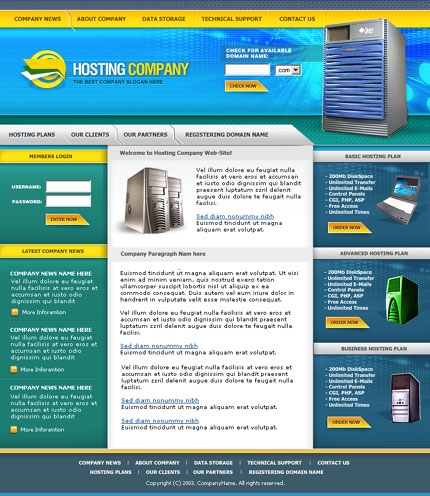 COMPANY NEWS ABOUT COMPANY DATA STORAGE TECHNICAL SUPPORT CONTACT US
HOSTING COMPANY
THE BEST COMPANY SLOGAN HERE
CHECK FOR AVAILABLE
DOMAIN NAME:
.com
CHECK NOW
HOSTING PLANS OUR CLIENTS OUR PARTNERS REGISTERING DOMAIN NAME
MEMBERS LOGIN
USERNAME:
PASSWORD:
ENTER NOW
LATEST COMPANY NEWS
COMPANY NEWS NAME HERE
Vel illum dolore eu feugiat
nulla facilisis at vero eros et
accumsan et iusto odio
dignissim qui blandit
More Inforamtion
COMPANY NEWS NAME HERE
Vel illum dolore eu feugiat
nulla facilisis at vero eros et
accumsan et iusto odio
dignissim qui blandit
More Inforamtion
COMPANY NEWS NAME HERE
Vel illum dolore eu feugiat
nulla facilisis at vero eros et
accumsan et iusto odio
dignissim qui blandit
More Inforamtion
Welcome to Hosting Company Web-Site!
Vel illum dolore eu feugiat nulla
facilisis at vero eros et accumsan
et iusto odio dignissim qui blandit
praesent luptatum zzril delenit
augue duis dolore te feugait nulla
facilisi.
Sed diam nonummy nibh
Euismod tincidunt ut magna
aliquam erat volutpat.
Company Paragraph Nam here
Euismod tincidunt ut magna aliquam erat volutpat. Ut wisi
enim ad minim veniam, quis nostrud exerci tation
ullamcorper suscipit lobortis nisl ut aliquip ex ea
commodo consequat. Duis autem vel eum iriure dolor in
hendrerit in vulputate velit esse molestie consequat.
Vel illum dolore eu feugiat nulla facilisis at vero eros et
accumsan et iusto odio dignissim qui blandit praesent
luptatum zzril delenit augue duis dolore te feugait nulla
facilisi.
Sed diam nonummy nibh
Euismod tincidunt ut magna aliquam erat volutpat.
Vel illum dolore eu feugiat nulla facilisis at vero eros et
accumsan et iusto odio dignissim qui blandit praesent
luptatum zzril delenit augue duis dolore te feugait nulla
facilisi.
Sed diam nonummy nibh
Euismod tincidunt ut magna aliquam erat volutpat.
Sed diam nonummy nibh
Euismod tincidunt ut magna aliquam erat volutpat.
BASIC HOSTING PLAN
- 200Mb DiskSpace
- Unlimited Transfer
- Unlimited E-Mails
- Control Panels
- CGI, PHP, ASP
- Free Access
- Unlimited Times
ORDER NOW
ADVANCED HOSTING PLAN
- 200Mb DiskSpace
- Unlimited Transfer
- Unlimited E-Mails
- Control Panels
- CGI, PHP, ASP
- Free Access
- Unlimited Times
ORDER NOW
BUSINESS HOSTING PLAN
- 200Mb DiskSpace
- Unlimited Transfer
- Unlimited E-Mails
- Control Panels
- CGI, PHP, ASP
- Free Access
- Unlimited Times
ORDER NOW
COMPANY NEWS | ABOUT COMPANY | DATA STORAGE | TECHNICAL SUPPORT | CONTACT US
HOSTING PLANS | OUR CLIENTS | OUR PARTNERS | REGISTERING DOMAIN NAME
Copyright (C) 2003. CompanyName. All rights reserved.